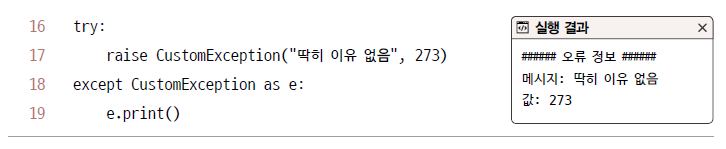 16 try:
17     raise CustomException("딱히 이유 없음", 273)
18 except CustomException as e:
19     e.print()
실행 결과
###### 오류 정보 ######
메시지: 딱히 이유 없음
값: 273